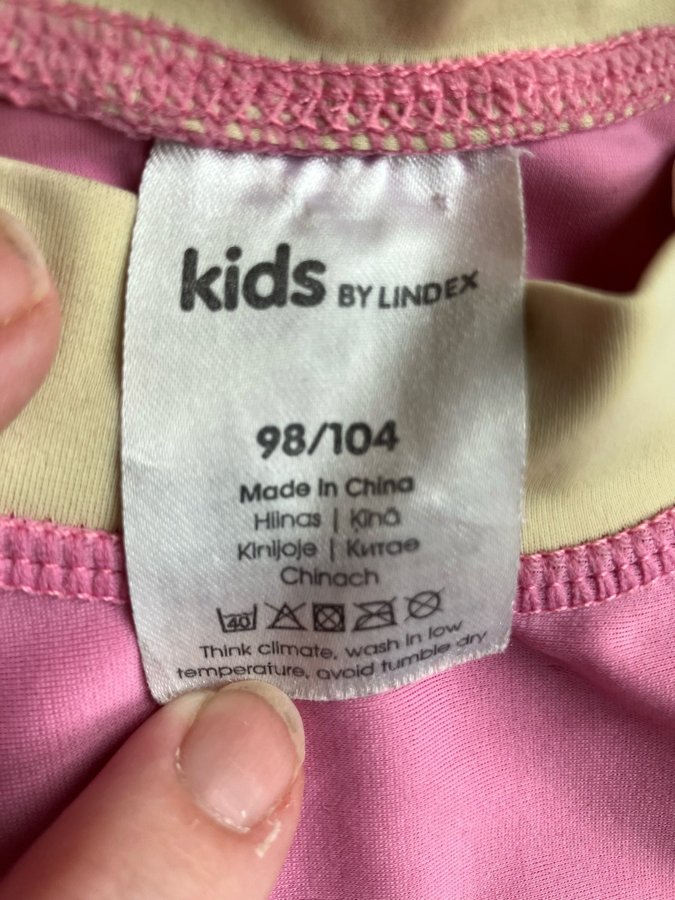 kids BY LINDEX
98/104
Made in China
Hiinas | Ķīnā
Kinijoje | Китае
Chinach
40
Think climate, wash in low
temperature, avoid tumble dry